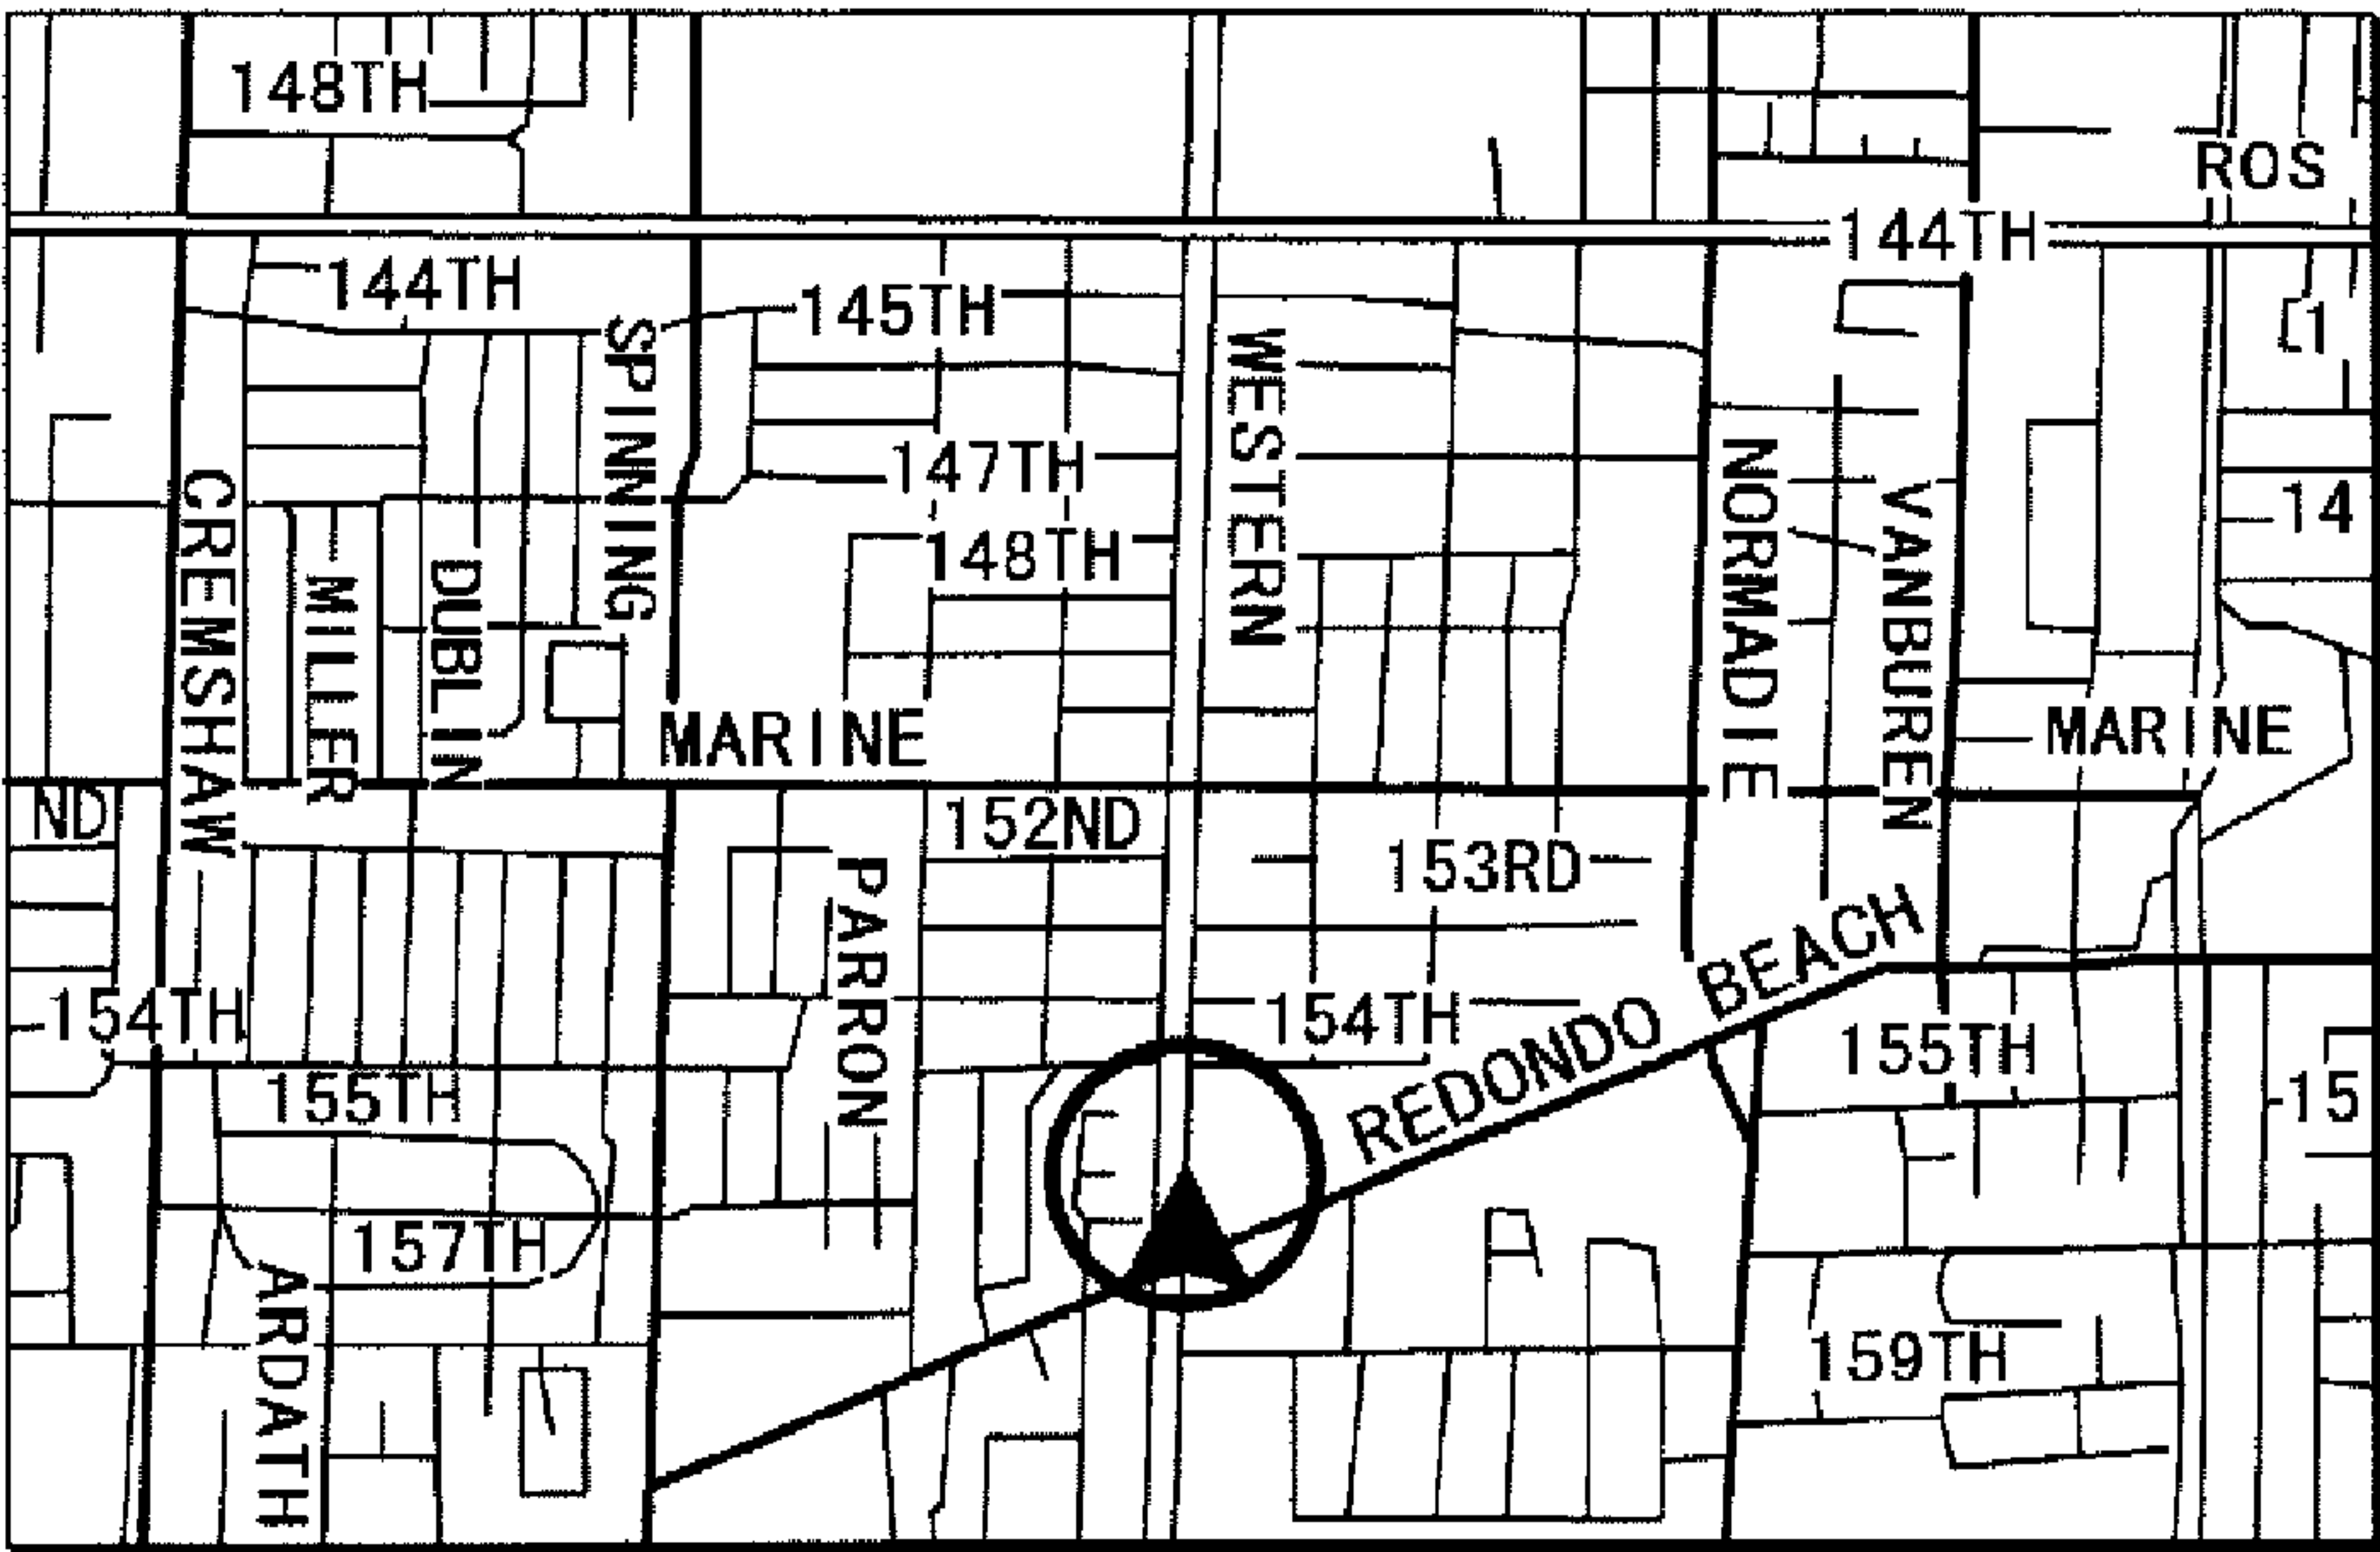 148TH
ROS
144TH
144TH
145TH
1
SPINNING
WESTERN
147TH
NORMADIE
CREMSHAW
VANBUREN
14
148TH
DUBLIN
MILLER
MARINE
MARINE
ND
152ND
153RD
PARRON
REDONDO BEACH
154TH
154TH
155TH
155TH
15
157TH
ARDATH
159TH